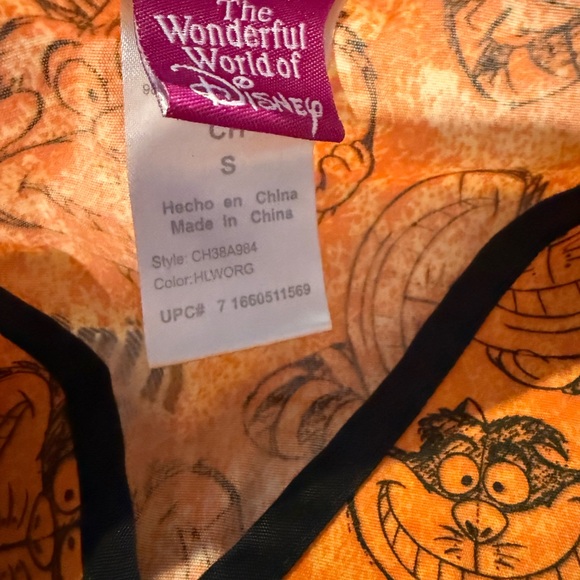 The
Wonderful
World of
Disney
CH
S
Hecho en China
Made In China
Style: CH38A984
Color:HLWORG
UPC# 7 1660511569